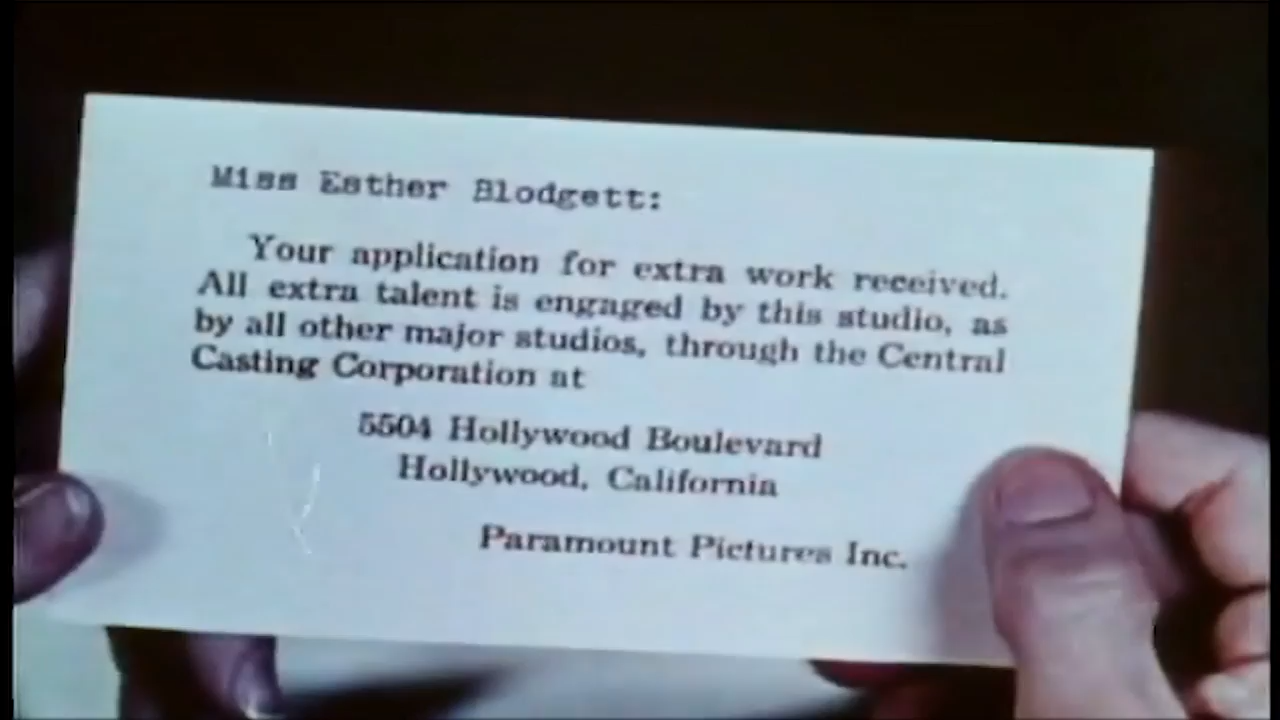 Miss Esther Blodgett:
Your application for extra work received.
All extra talent is engaged by this studio, as
by all other major studios, through the Central
Casting Corporation at
5504 Hollywood Boulevard
Hollywood, California
Paramount Pictures Inc.